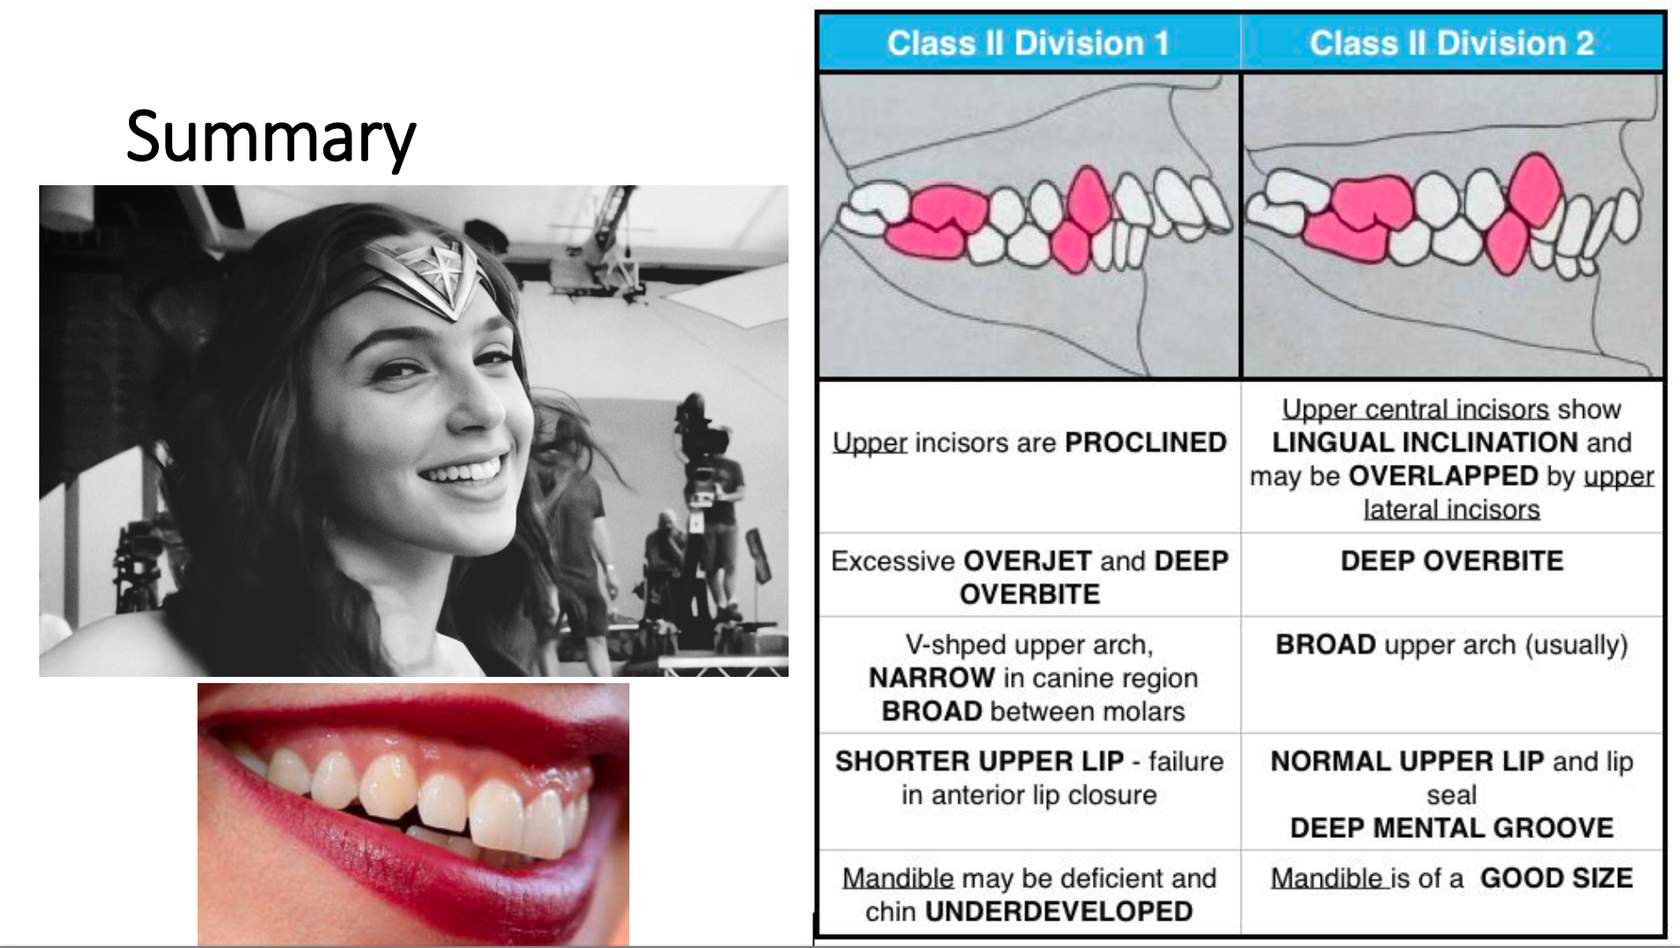 Summary
Class II Division 1
Class II Division 2
Upper incisors are PROCLINED
Upper central incisors show
LINGUAL INCLINATION and
may be OVERLAPPED by upper
lateral incisors
Excessive OVERJET and DEEP
OVERBITE
DEEP OVERBITE
V-shped upper arch,
NARROW in canine region
BROAD between molars
BROAD upper arch (usually)
SHORTER UPPER LIP - failure
in anterior lip closure
NORMAL UPPER LIP and lip
seal
DEEP MENTAL GROOVE
Mandible may be deficient and
chin UNDERDEVELOPED
Mandible is of a GOOD SIZE